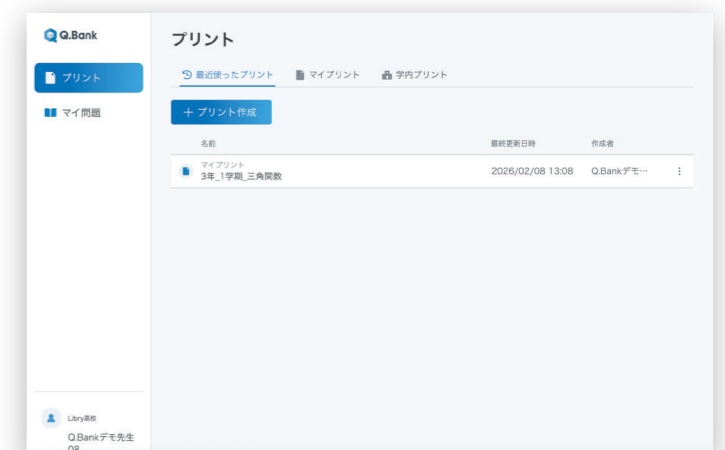 Q.Bank
プリント
プリント
マイ問題
最近使ったプリント
マイプリント
学内プリント
+ プリント作成
名前
最終更新日時
作成者
マイプリント
3年_1学期_三角関数
2026/02/08 13:08
Q.Bankデモ…
Libry高校
Q.Bankデモ先生
08